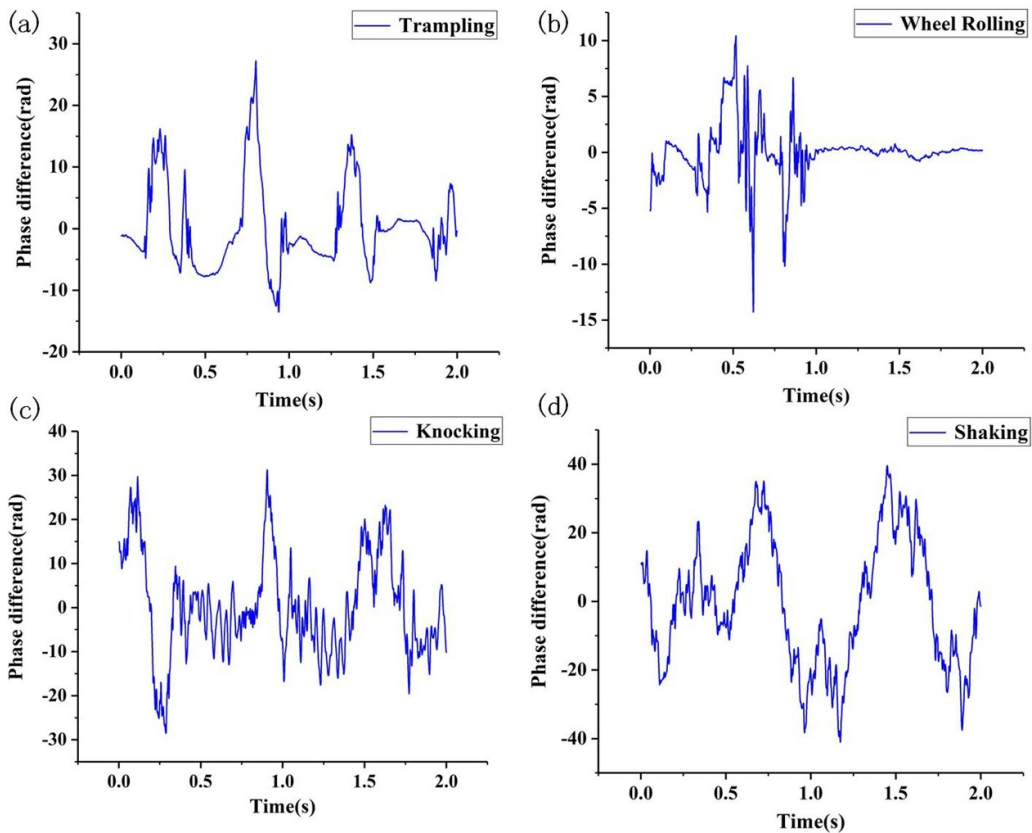 (a)
Trampling
Phase difference(rad)
30
20
10
0
-10
-20
0.0 0.5 1.0 1.5 2.0
Time(s)
(b)
Wheel Rolling
Phase difference(rad)
10
5
0
-5
-10
-15
0.0 0.5 1.0 1.5 2.0
Time(s)
(c)
Knocking
Phase difference(rad)
40
30
20
10
0
-10
-20
-30
0.0 0.5 1.0 1.5 2.0
Time(s)
(d)
Shaking
Phase difference(rad)
40
20
0
-20
-40
0.0 0.5 1.0 1.5 2.0
Time(s)